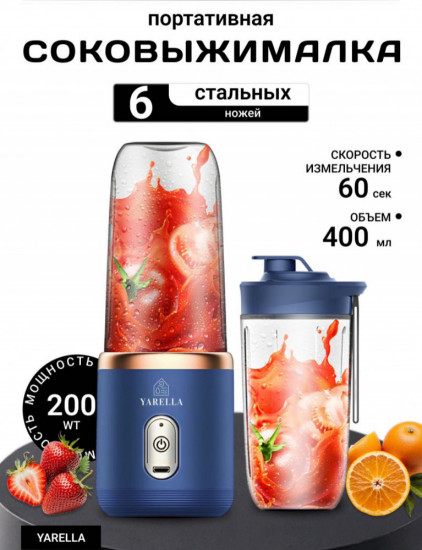 портативная
СОКОВЫЖИМАЛКА
6 стальных
ножей
СКОРОСТЬ
ИЗМЕЛЬЧЕНИЯ
60 сек
ОБЪЕМ
400 мл
МОЩНОСТЬ
200
WT
YARELLA
YARELLA